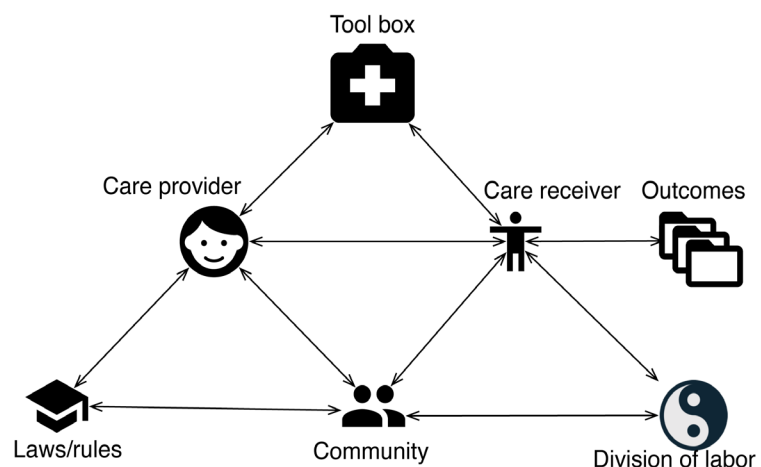 Tool box
Care provider
Care receiver
Outcomes
Laws/rules
Community
Division of labor